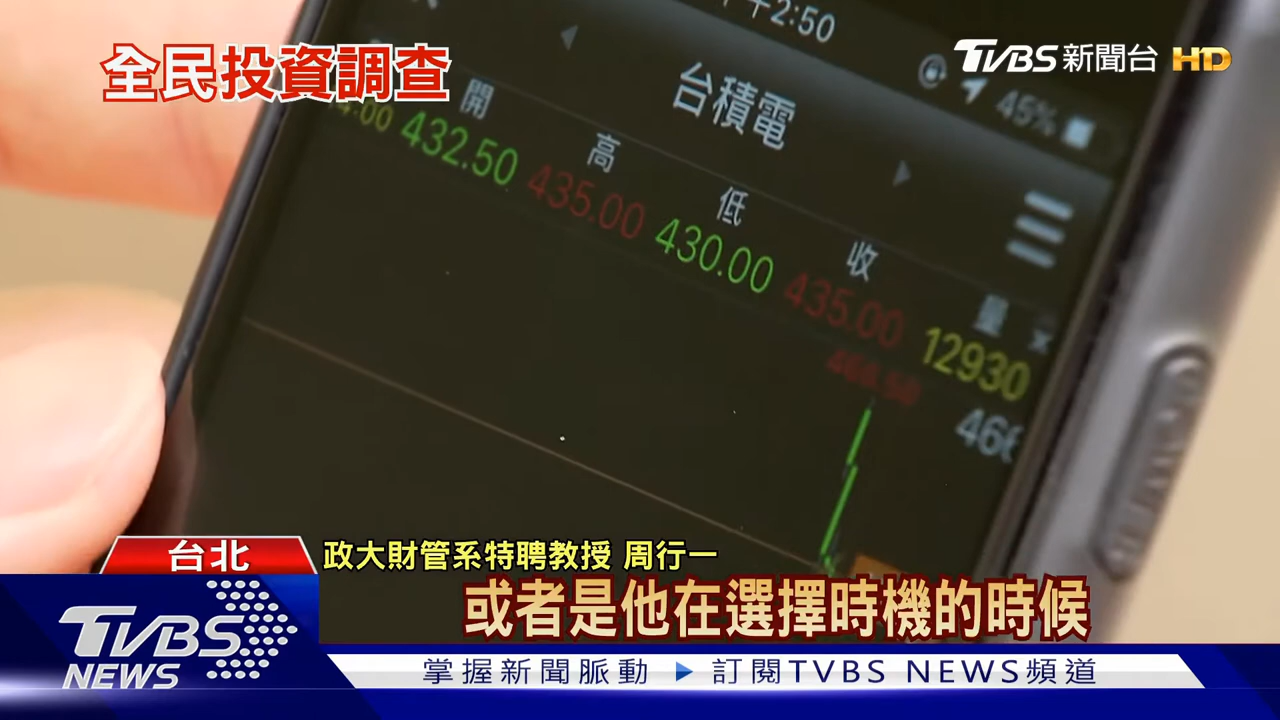 全民投資調查
TVBS新聞台 HD
2:50
45%
台積電
開 高 低 收 量
432.50 435.00 430.00 435.00 12930
台北
政大財管系特聘教授 周行一
或者是他在選擇時機的時候
TVBS
NEWS
掌握新聞脈動 ▶ 訂閱TVBS NEWS頻道